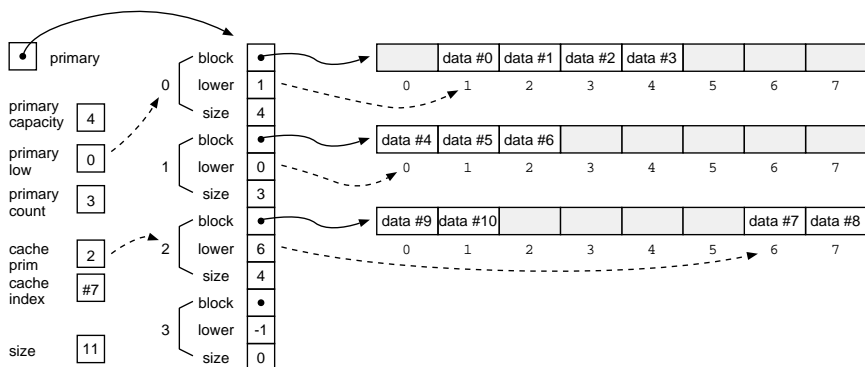 primary
primary capacity 4
primary low 0
primary count 3
cache prim 2
cache index #7
size 11
0
block
lower 1
size 4
1
block
lower 0
size 3
2
block
lower 6
size 4
3
block
lower -1
size 0
data #0 data #1 data #2 data #3
0 1 2 3 4 5 6 7
data #4 data #5 data #6
0 1 2 3 4 5 6 7
data #9 data #10 data #7 data #8
0 1 2 3 4 5 6 7